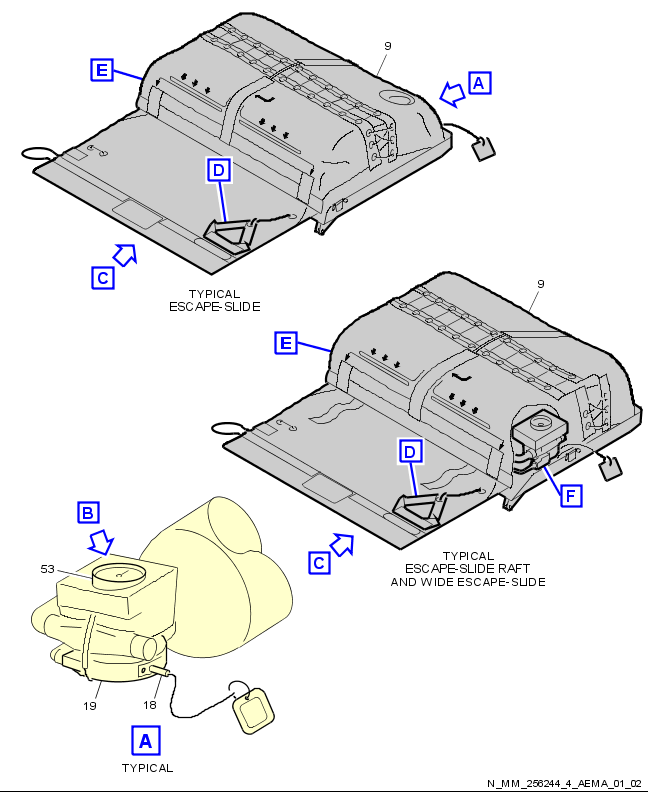 9
E
A
D
C
TYPICAL
ESCAPE-SLIDE
9
E
D
F
C
TYPICAL
ESCAPE-SLIDE RAFT
AND WIDE ESCAPE-SLIDE
B
53
19
18
A
TYPICAL
N_MM_256244_4_AEMA_01_02